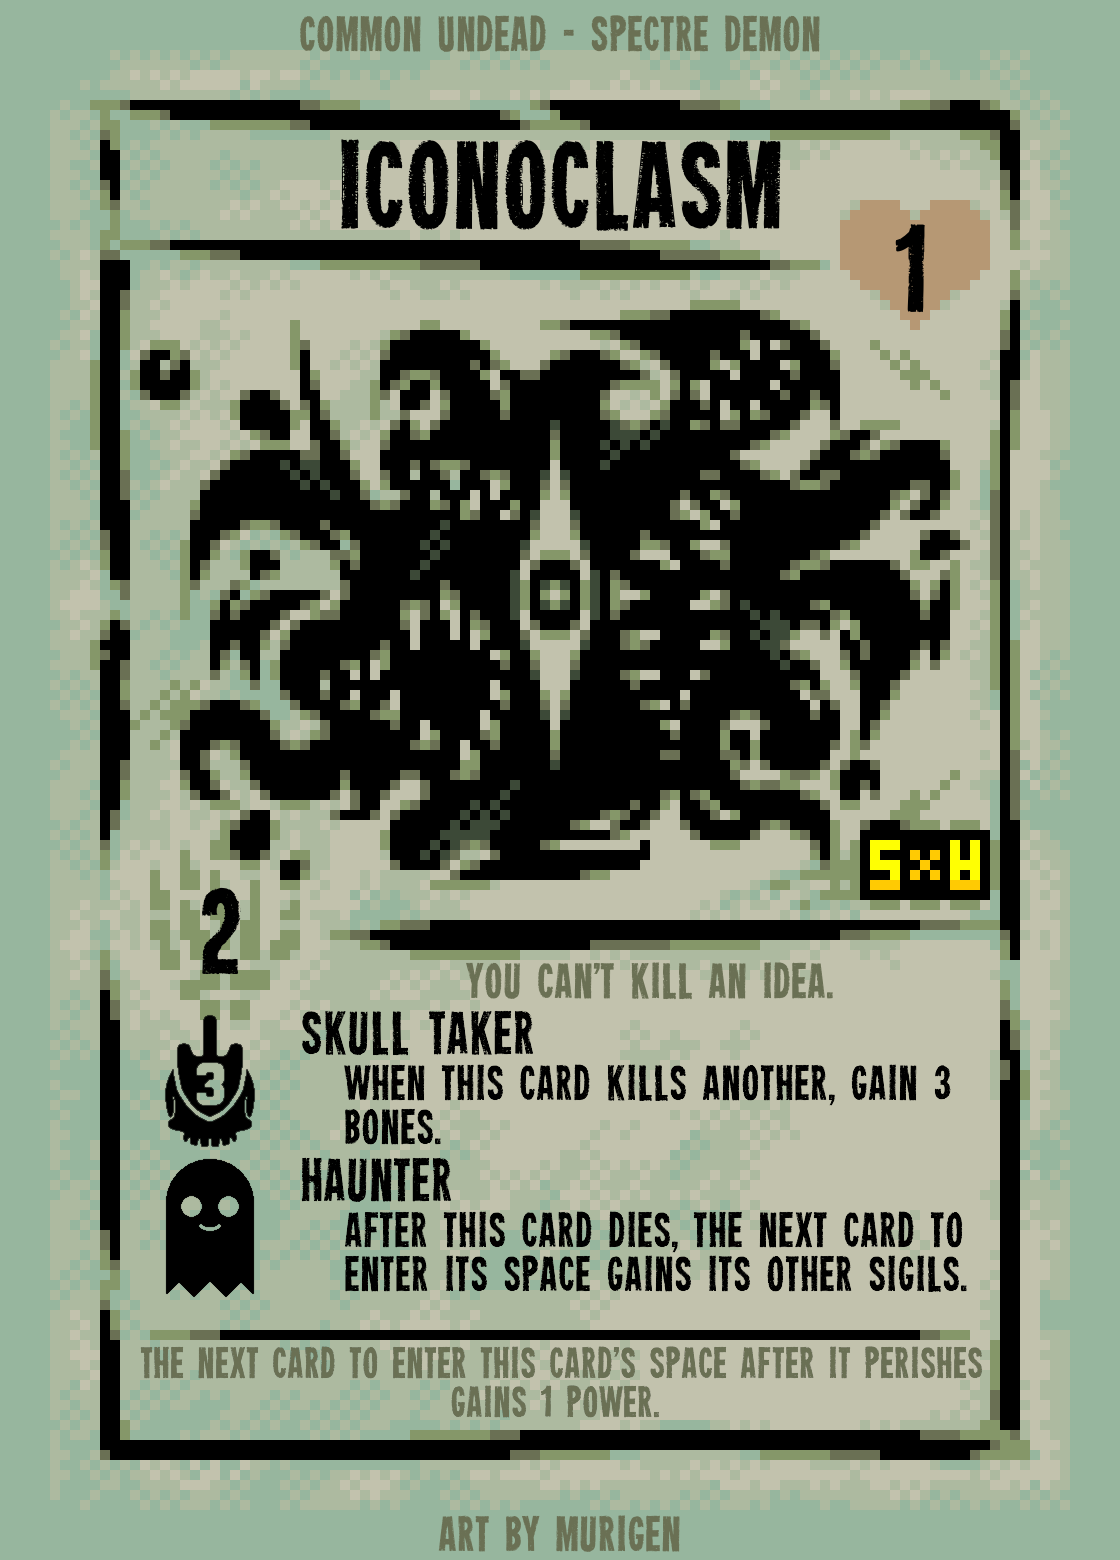 COMMON UNDEAD - SPECTRE DEMON
ICONOCLASM
1
2
YOU CAN'T KILL AN IDEA.
SKULL TAKER
3
WHEN THIS CARD KILLS ANOTHER, GAIN 3
BONES.
HAUNTER
AFTER THIS CARD DIES, THE NEXT CARD TO
ENTER ITS SPACE GAINS ITS OTHER SIGILS.
THE NEXT CARD TO ENTER THIS CARD'S SPACE AFTER IT PERISHES
GAINS 1 POWER.
ART BY MURIGEN